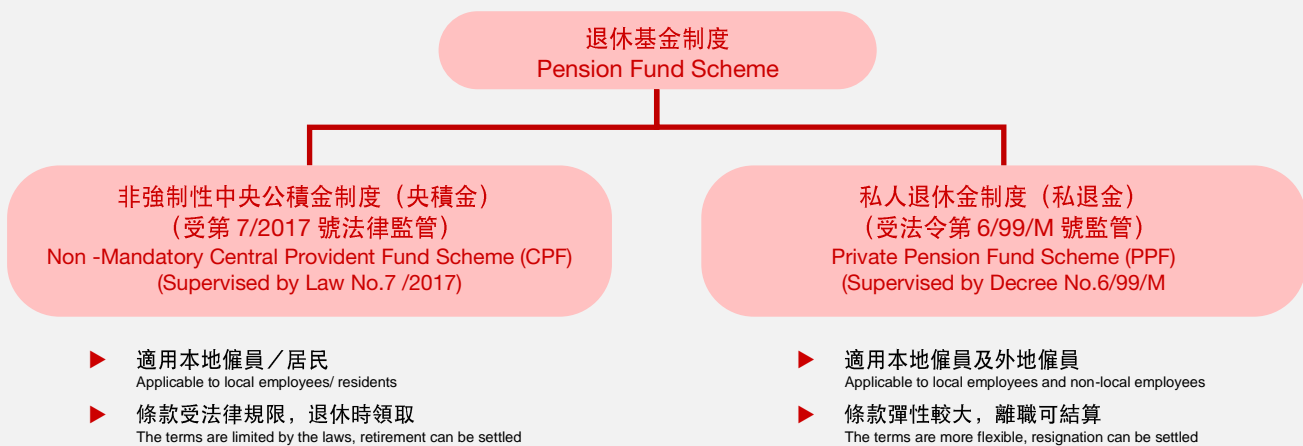 退休基金制度
Pension Fund Scheme
非強制性中央公積金制度（央積金）
（受第 7/2017 號法律監管）
Non -Mandatory Central Provident Fund Scheme (CPF)
(Supervised by Law No.7 /2017)
私人退休金制度（私退金）
（受法令第 6/99/M 號監管）
Private Pension Fund Scheme (PPF)
(Supervised by Decree No.6/99/M
適用本地僱員／居民
Applicable to local employees/ residents
條款受法律規限，退休時領取
The terms are limited by the laws, retirement can be settled
適用本地僱員及外地僱員
Applicable to local employees and non-local employees
條款彈性較大，離職可結算
The terms are more flexible, resignation can be settled